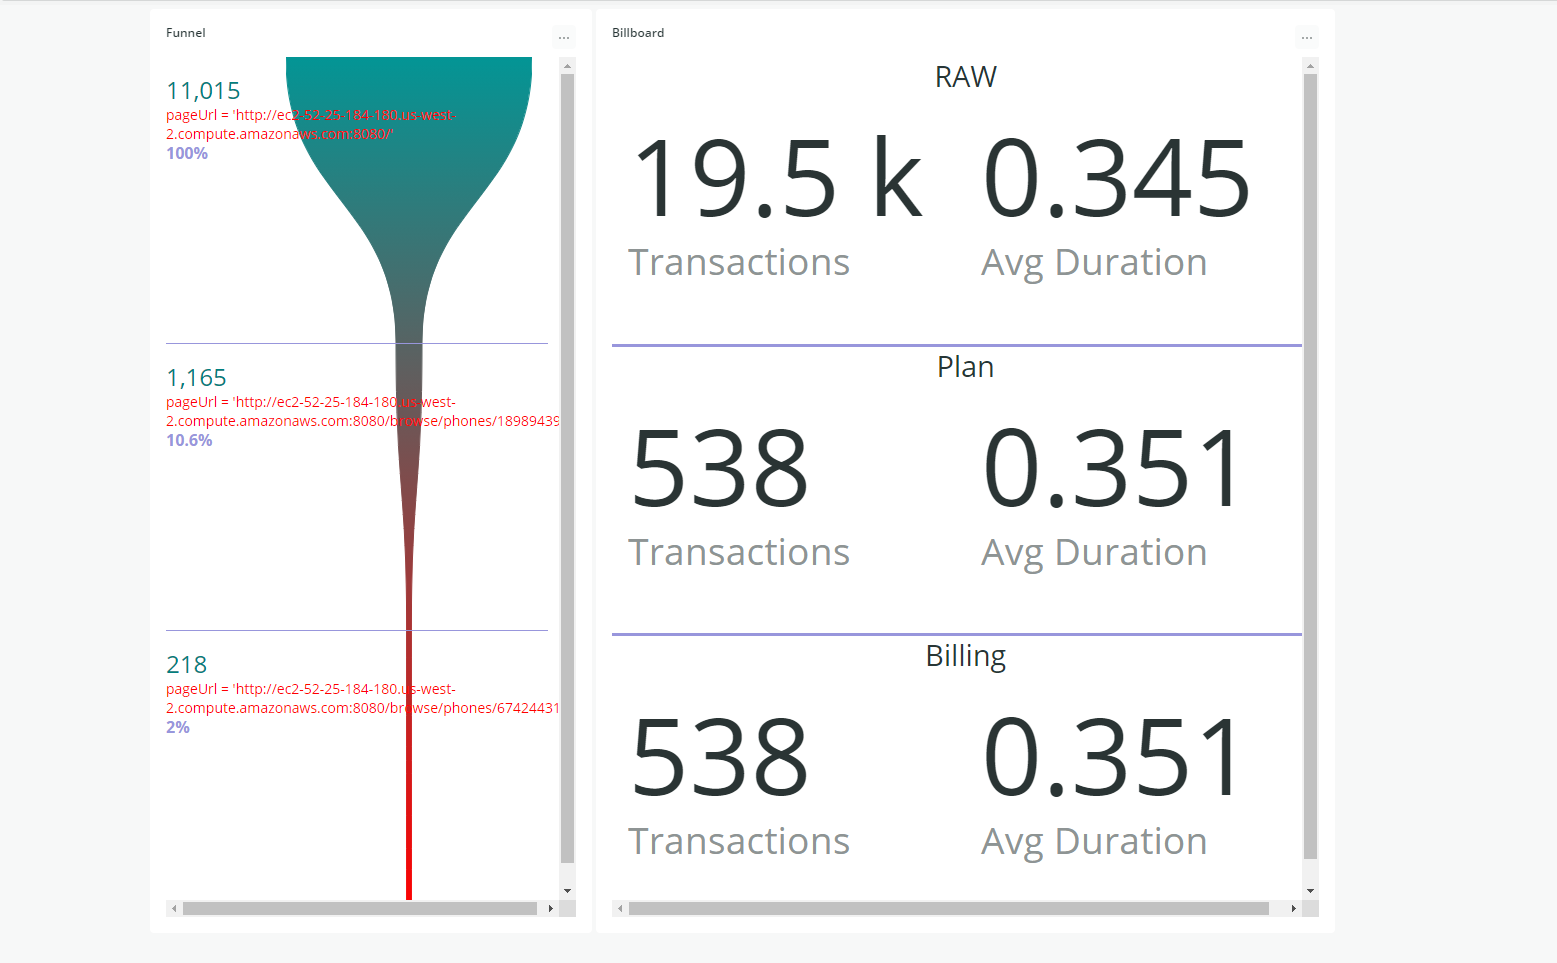 Funnel
...
11,015
pageUrl = 'http://ec2-52-25-184-180.us-west-
2.compute.amazonaws.com:8080/'
100%
1,165
pageUrl = 'http://ec2-52-25-184-180.us-west-
2.compute.amazonaws.com:8080/browse/phones/18989439
10.6%
218
pageUrl = 'http://ec2-52-25-184-180.us-west-
2.compute.amazonaws.com:8080/browse/phones/67424431
2%
Billboard
...
RAW
19.5 k 0.345
Transactions Avg Duration
Plan
538 0.351
Transactions Avg Duration
Billing
538 0.351
Transactions Avg Duration